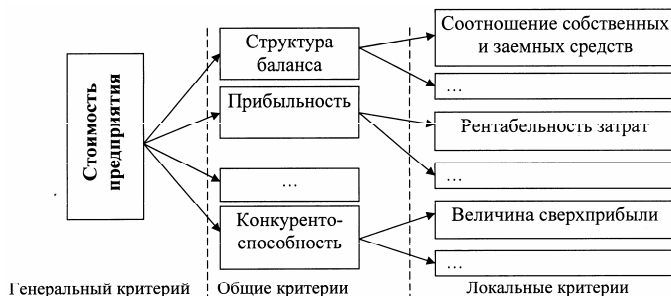 Стоимость
предприятия
Структура
баланса
Прибыльность
...
Конкуренто-
способность
Соотношение собственных
и заемных средств
...
Рентабельность затрат
...
Величина сверхприбыли
...
Генеральный критерий
Общие критерии
Локальные критерии